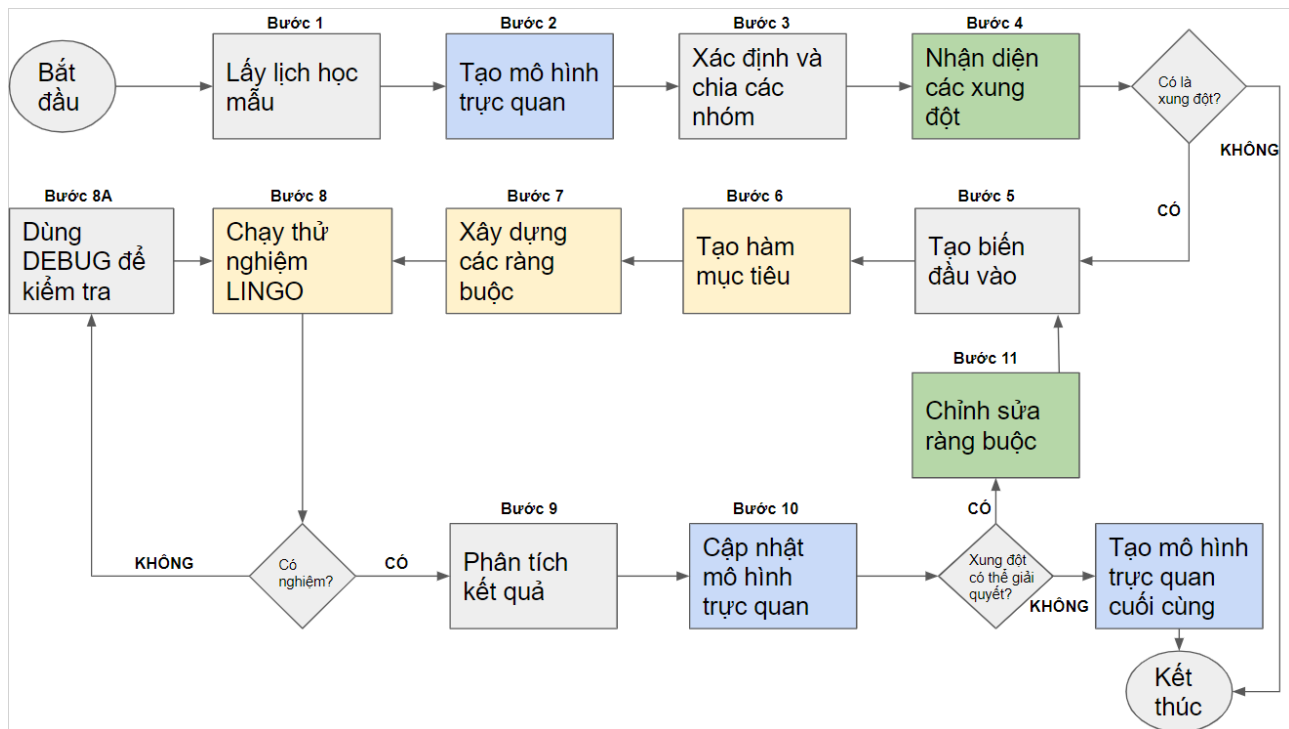 Bước 1
Bước 2
Bước 3
Bước 4
Bắt
đầu
Lấy lịch học
mẫu
Tạo mô hình
trực quan
Xác định và
chia các
nhóm
Nhận diện
các xung
đột
Có là
xung đột?
KHÔNG
CÓ
Bước 8A
Bước 8
Bước 7
Bước 6
Bước 5
Dùng
DEBUG để
kiểm tra
Chạy thử
nghiệm
LINGO
Xây dựng
các ràng
buộc
Tạo hàm
mục tiêu
Tạo biến
đầu vào
Bước 11
Chỉnh sửa
ràng buộc
CÓ
Bước 9
Bước 10
KHÔNG
Có
nghiệm?
CÓ
Phân tích
kết quả
Cập nhật
mô hình
trực quan
Xung đột
có thể giải
quyết?
KHÔNG
Tạo mô hình
trực quan
cuối cùng
Kết
thúc